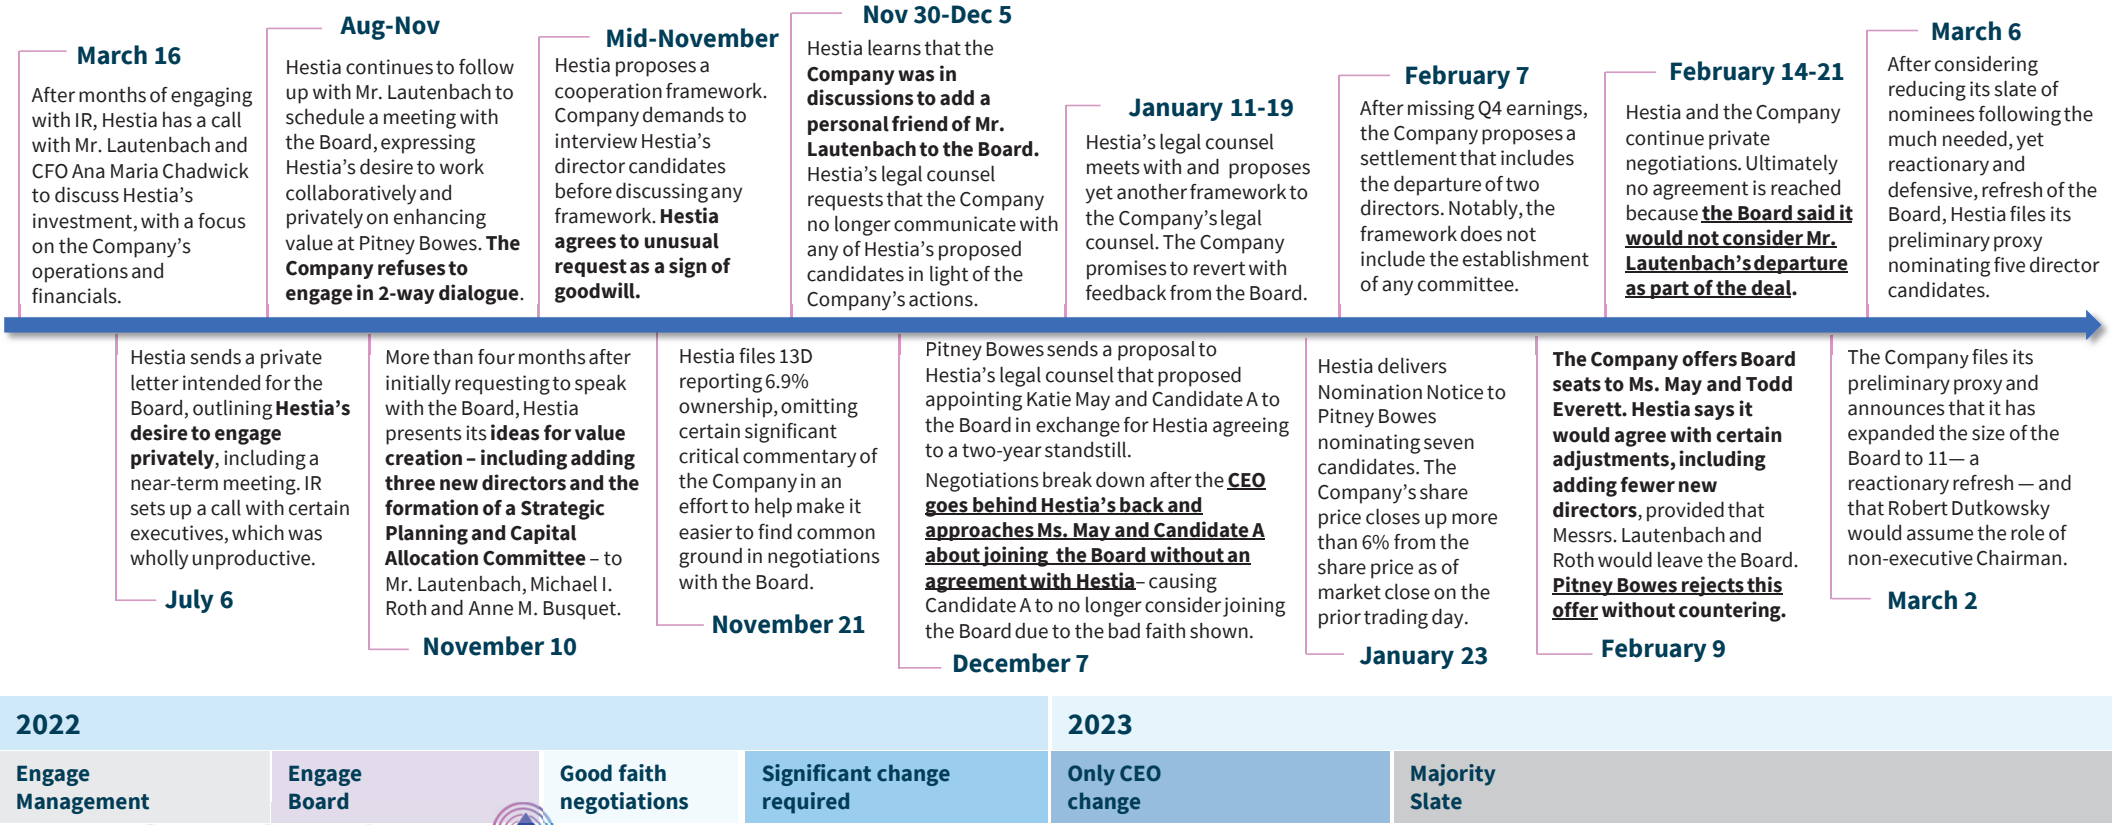 March 16
After months of engaging
with IR, Hestia has a call
with Mr. Lautenbach and
CFO Ana Maria Chadwick
to discuss Hestia's
investment, with a focus
on the Company's
operations and
financials.
Aug-Nov
Hestia continues to follow
up with Mr. Lautenbach to
schedule a meeting with
the Board, expressing
Hestia's desire to work
collaboratively and
privately on enhancing
value at Pitney Bowes. The
Company refuses to
engage in 2-way dialogue.
Mid-November
Hestia proposes a
cooperation framework.
Company demands to
interview Hestia's
director candidates
before discussing any
framework. Hestia
agrees to unusual
request as a sign of
goodwill.
Nov 30-Dec 5
Hestia learns that the
Company was in
discussions to add a
personal friend of Mr.
Lautenbach to the Board.
Hestia's legal counsel
requests that the Company
no longer communicate with
any of Hestia's proposed
candidates in light of the
Company's actions.
January 11-19
Hestia's legal counsel
meets with and proposes
yet another framework to
the Company's legal
counsel. The Company
promises to revert with
feedback from the Board.
February 7
After missing Q4 earnings,
the Company proposes a
settlement that includes
the departure of two
directors. Notably, the
framework does not
include the establishment
of any committee.
February 14-21
Hestia and the Company
continue private
negotiations. Ultimately
no agreement is reached
because the Board said it
would not consider Mr.
Lautenbach's departure
as part of the deal.
March 6
After considering
reducing its slate of
nominees following the
much needed, yet
reactionary and
defensive, refresh of the
Board, Hestia files its
preliminary proxy
nominating five director
candidates.
Hestia sends a private
letter intended for the
Board, outlining Hestia's
desire to engage
privately, including a
near-term meeting. IR
sets up a call with certain
executives, which was
wholly unproductive.
July 6
More than four months after
initially requesting to speak
with the Board, Hestia
presents its ideas for value
creation – including adding
three new directors and the
formation of a Strategic
Planning and Capital
Allocation Committee – to
Mr. Lautenbach, Michael I.
Roth and Anne M. Busquet.
November 10
Hestia files 13D
reporting 6.9%
ownership, omitting
certain significant
critical commentary of
the Company in an
effort to help make it
easier to find common
ground in negotiations
with the Board.
November 21
Pitney Bowes sends a proposal to
Hestia's legal counsel that proposed
appointing Katie May and Candidate A to
the Board in exchange for Hestia agreeing
to a two-year standstill.
Negotiations break down after the CEO
goes behind Hestia's back and
approaches Ms. May and Candidate A
about joining the Board without an
agreement with Hestia– causing
Candidate A to no longer consider joining
the Board due to the bad faith shown.
December 7
Hestia delivers
Nomination Notice to
Pitney Bowes
nominating seven
candidates. The
Company's share
price closes up more
than 6% from the
share price as of
market close on the
prior trading day.
January 23
The Company offers Board
seats to Ms. May and Todd
Everett. Hestia says it
would agree with certain
adjustments, including
adding fewer new
directors, provided that
Messrs. Lautenbach and
Roth would leave the Board.
Pitney Bowes rejects this
offer without countering.
February 9
The Company files its
preliminary proxy and
announces that it has
expanded the size of the
Board to 11— a
reactionary refresh — and
that Robert Dutkowsky
would assume the role of
non-executive Chairman.
March 2
2022
2023
Engage
Management
Engage
Board
Good faith
negotiations
Significant change
required
Only CEO
change
Majority
Slate